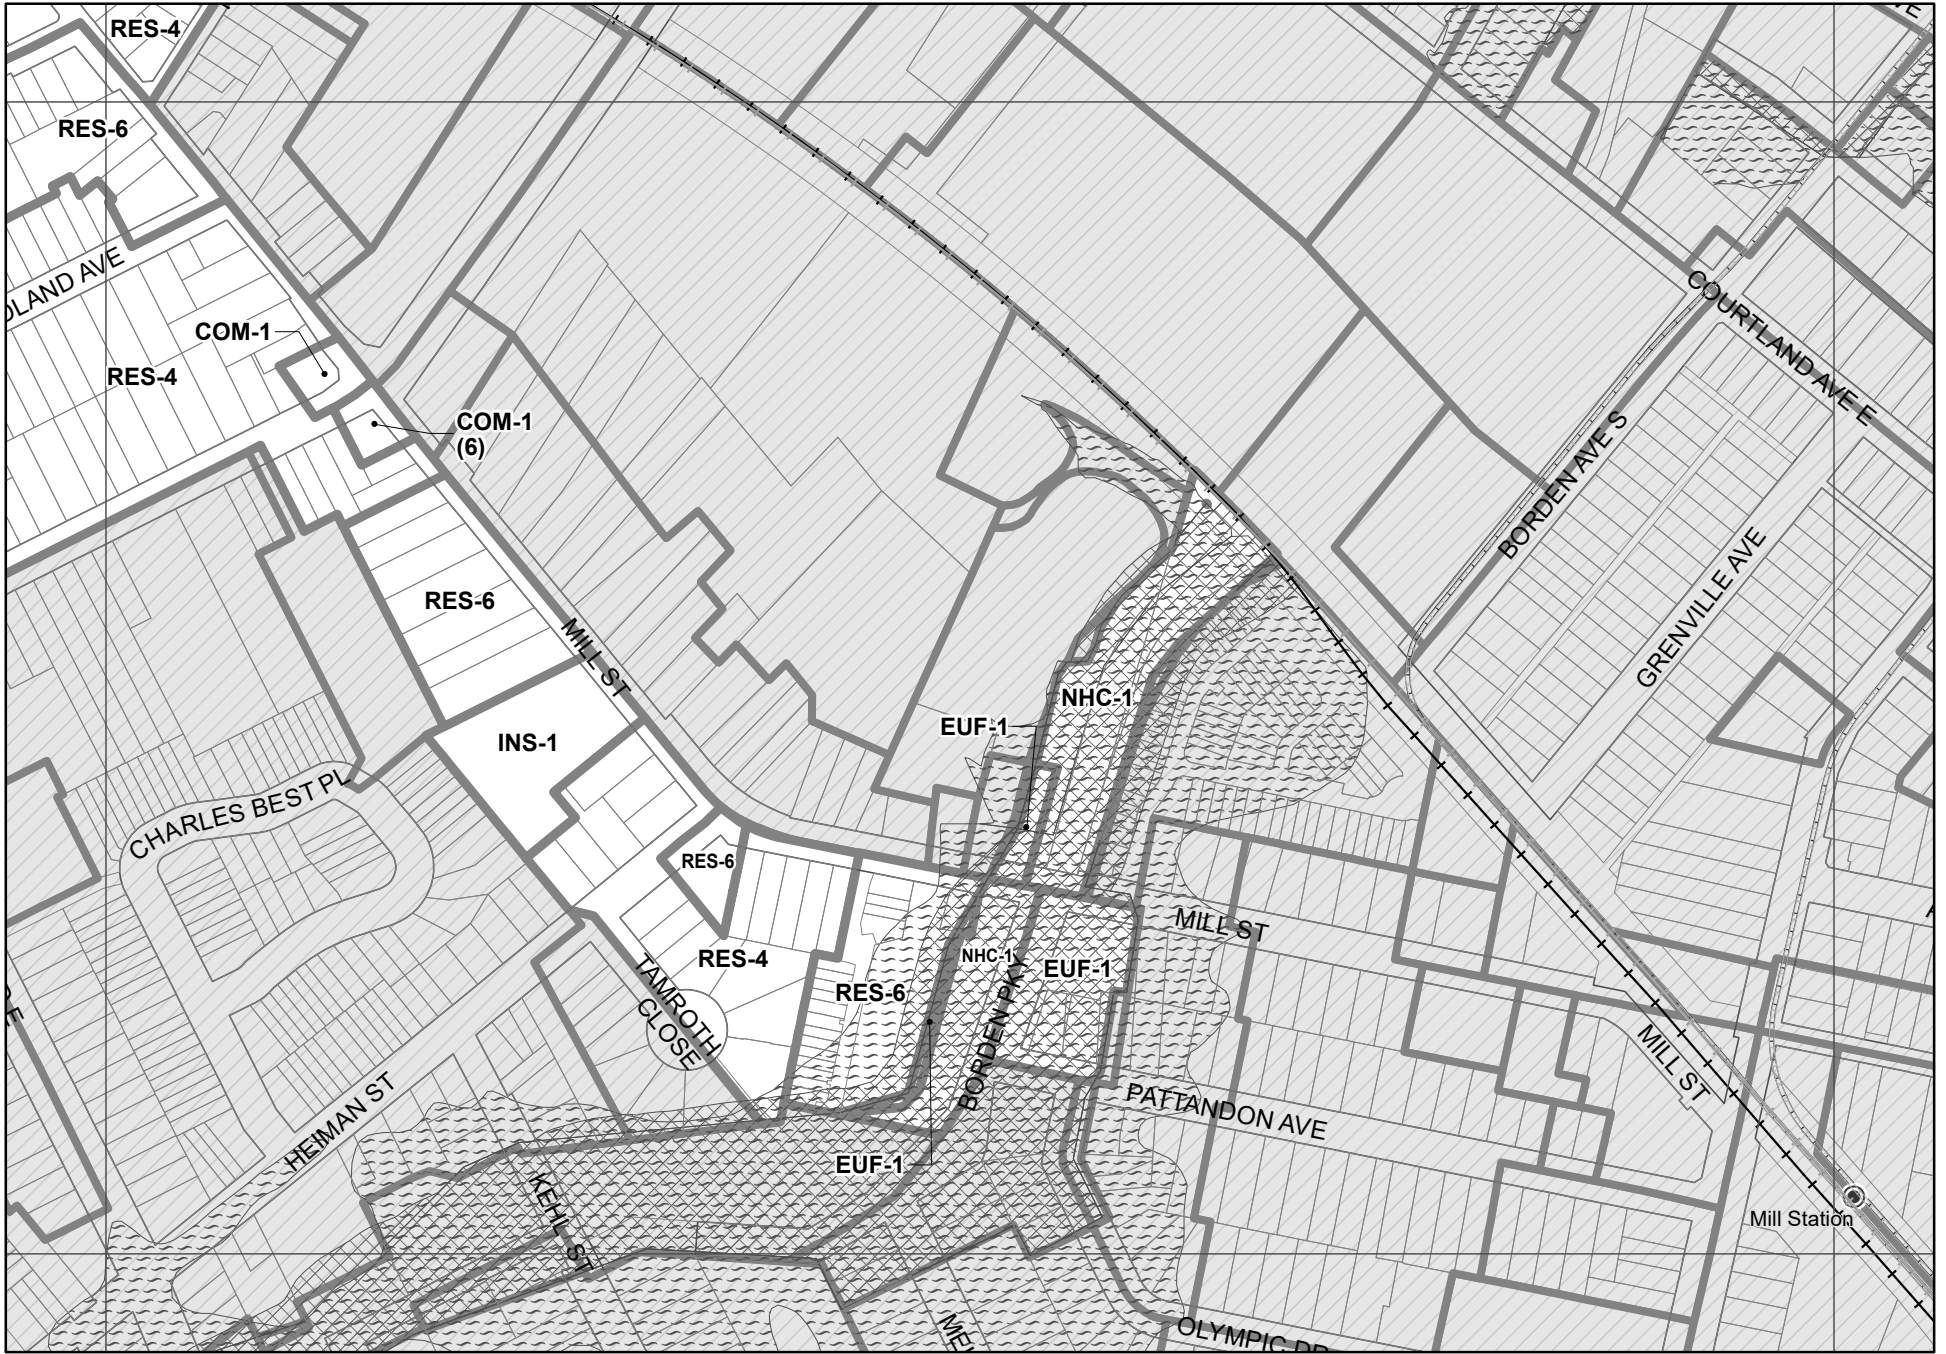 RES-4
RES-6
DLAND AVE
COM-1
RES-4
COM-1
(6)
COURTLAND AVE E
BORDEN AVE S
GRENVILLE AVE
RES-6
MILL ST
NHC-1
EUF-1
INS-1
CHARLES BEST PL
RES-6
MILL ST
RES-4
NHC-1
EUF-1
RES-6
TAMROTH
CLOSE
BORDEN PKY
MILL ST
PATTANDON AVE
HEIMAN ST
EUF-1
KEHL ST
Mill Station
OLYMPIC DR